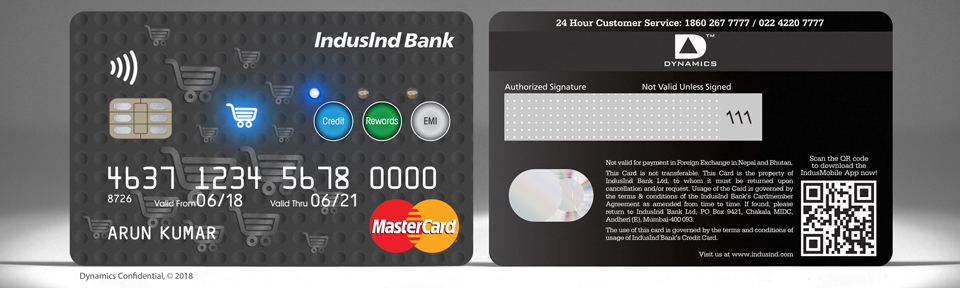 IndusInd Bank
Credit
Rewards
EMI
4637 1234 5678 0000
8726
Valid From 06/18
Valid Thru 06/21
ARUN KUMAR
MasterCard
Dynamics Confidential, © 2018
24 Hour Customer Service: 1860 267 7777 / 022 4220 7777
D
TM
DYNAMICS
Authorized Signature
Not Valid Unless Signed
111
Not valid for payment in Foreign Exchange in Nepal and Bhutan.
This Card is not transferable. This Card is the property of
IndusInd Bank Ltd, to whom it must be returned upon
cancellation and/or request. Usage of the Card is governed by
the terms & conditions of the IndusInd Bank's Cardmember
Agreement as amended from time to time. If found, please
return to IndusInd Bank Ltd, PO Box 9421, Chakala MIDC,
Andheri (E), Mumbai-400 093.
The use of this card is governed by the terms and conditions of
usage of IndusInd Bank's Credit Card.
Visit us at www.indusind.com
Scan the QR code
to download the
IndusMobile App now!